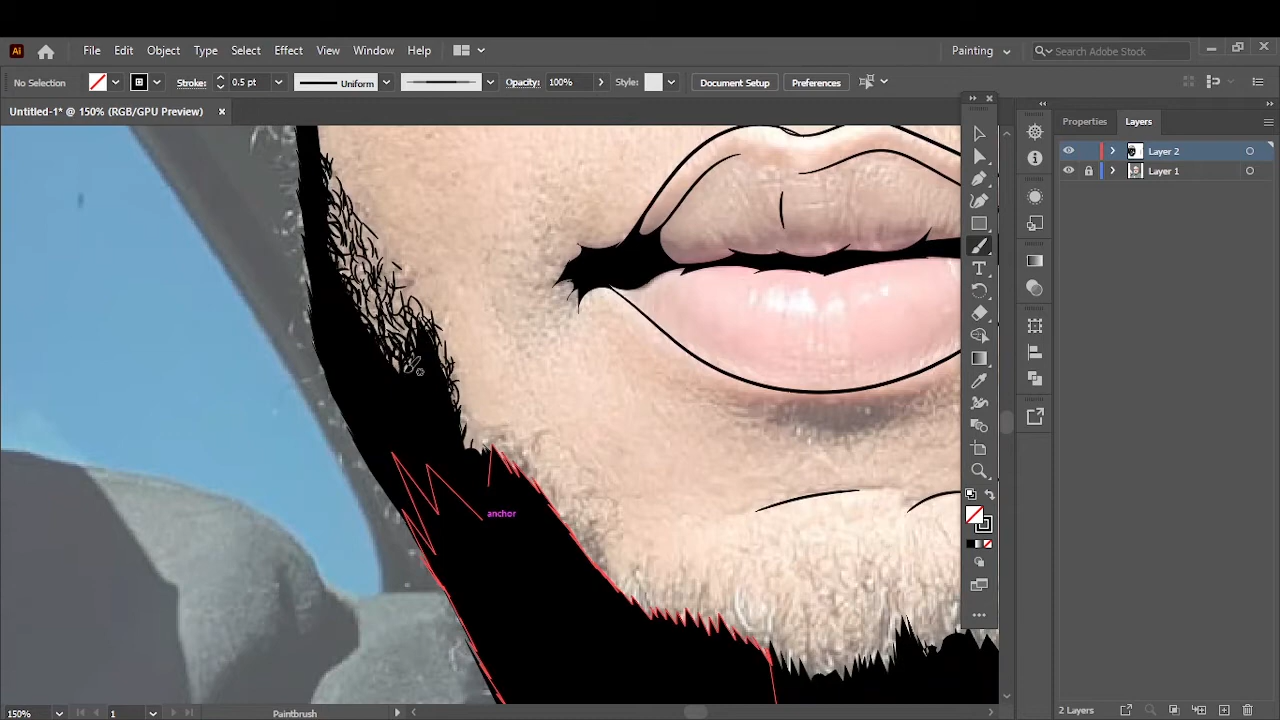 Ai File Edit Object Type Select Effect View Window Help Painting Search Adobe Stock
No Selection Stroke: 0.5 pt Uniform Opacity: 100% Style: Document Setup Preferences
Untitled-1* @ 150% (RGB/GPU Preview)
Properties Layers
Layer 2
Layer 1
anchor
150% 1 Paintbrush 2 Layers